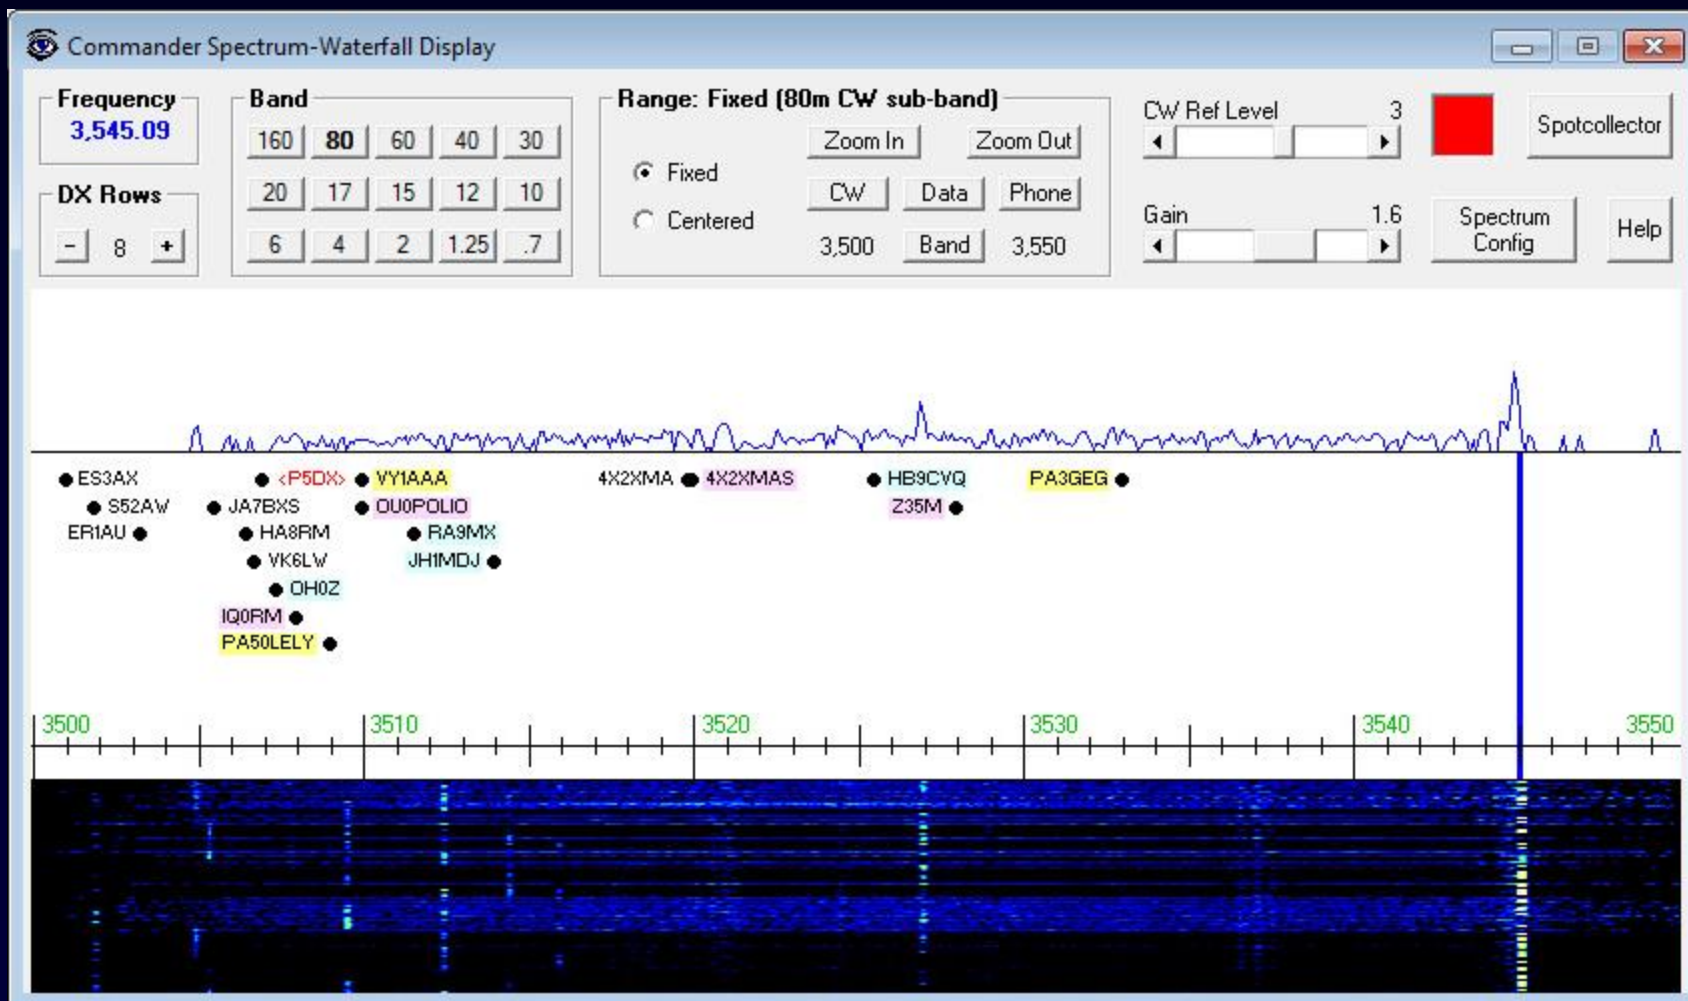 Commander Spectrum-Waterfall Display
Frequency
3,545.09
DX Rows
- 8 +
Band
160 80 60 40 30
20 17 15 12 10
6 4 2 1.25 .7
Range: Fixed (80m CW sub-band)
Fixed
Centered
Zoom In Zoom Out
CW Data Phone
3,500 Band 3,550
CW Ref Level 3
Gain 1.6
Spotcollector
Spectrum
Config
Help
ES3AX <P5DX> VY1AAA 4X2XMA 4X2XMAS HB9CVQ PA3GEG
S52AW JA7BXS OU0POLIO Z35M
ER1AU HA8RM RA9MX
VK6LW JH1MDJ
OH0Z
IQ0RM
PA50LELY
3500 3510 3520 3530 3540 3550